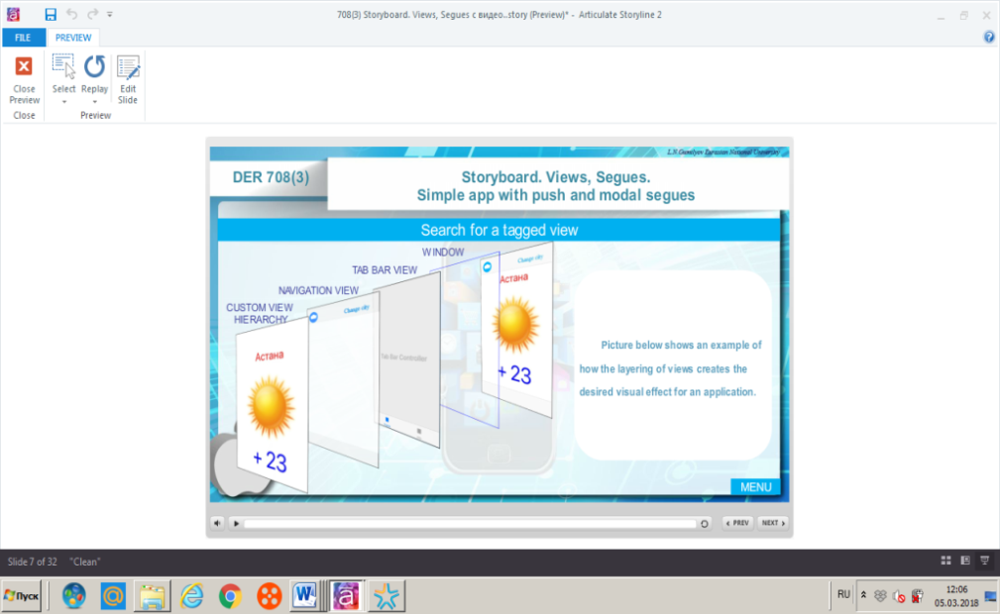 708(3) Storyboard. Views, Segues с видео..story (Preview)* - Articulate Storyline 2
FILE
PREVIEW
Close
Preview
Select
Replay
Edit
Slide
Close
Preview
L.N.Gumilyov Eurasian National University
DER 708(3)
Storyboard. Views, Segues.
Simple app with push and modal segues
Search for a tagged view
WINDOW
TAB BAR VIEW
NAVIGATION VIEW
CUSTOM VIEW
HIERARCHY
Change city
Астана
+23
Change city
Tab Bar Controller
Астана
+23
Picture below shows an example of
how the layering of views creates the
desired visual effect for an application.
MENU
PREV
NEXT
Slide 7 of 32
"Clean"
Пуск
RU
12:06
05.03.2018